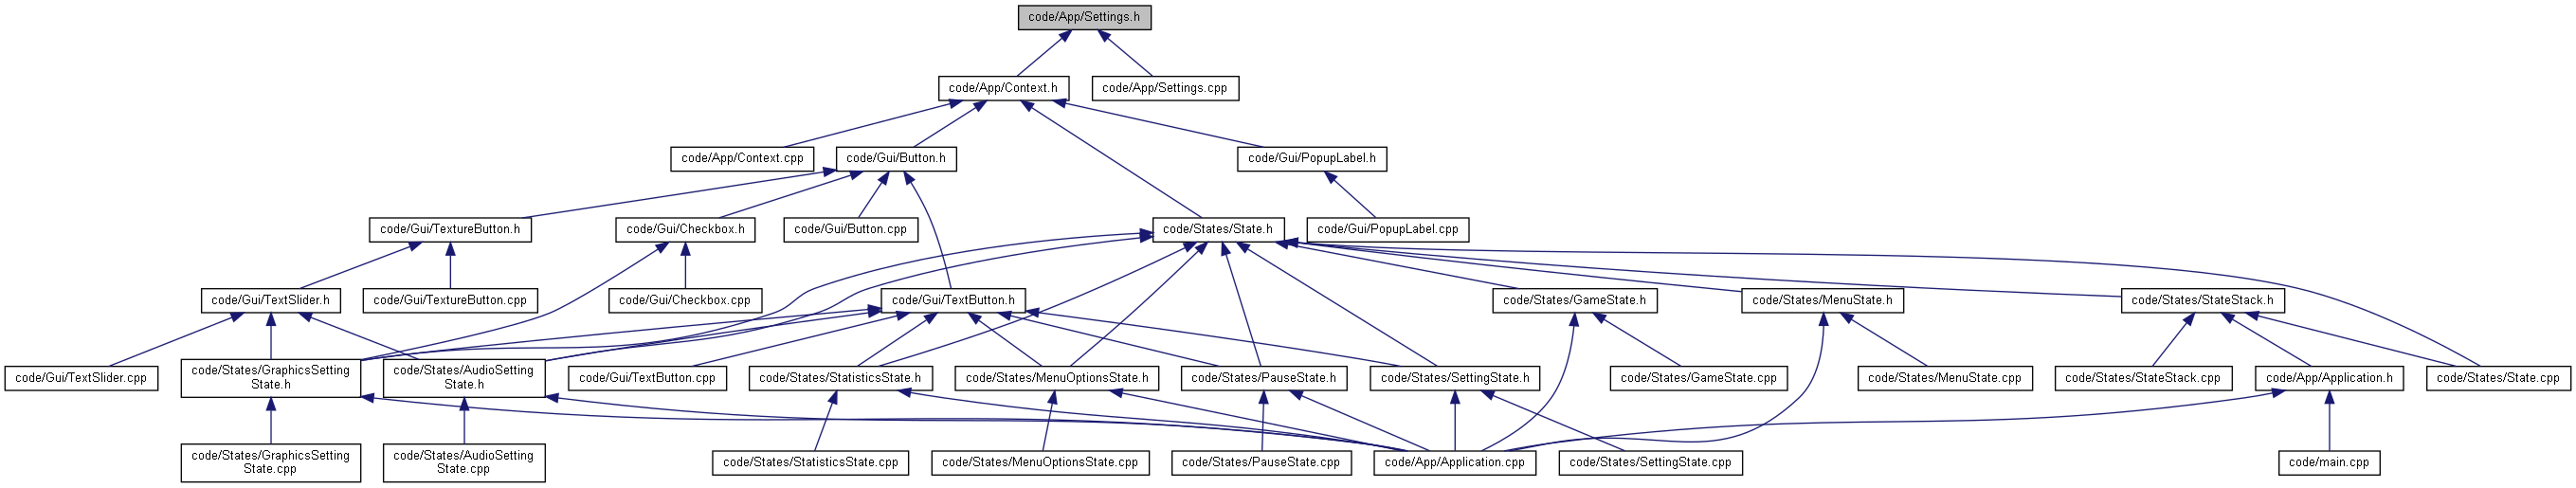 code/App/Settings.h
code/App/Context.h
code/App/Settings.cpp
code/App/Context.cpp
code/Gui/Button.h
code/Gui/PopupLabel.h
code/Gui/TextureButton.h
code/Gui/Checkbox.h
code/Gui/Button.cpp
code/States/State.h
code/Gui/PopupLabel.cpp
code/Gui/TextSlider.h
code/Gui/TextureButton.cpp
code/Gui/Checkbox.cpp
code/Gui/TextButton.h
code/States/GameState.h
code/States/MenuState.h
code/States/StateStack.h
code/Gui/TextSlider.cpp
code/States/GraphicsSetting
State.h
code/States/AudioSetting
State.h
code/Gui/TextButton.cpp
code/States/StatisticsState.h
code/States/MenuOptionsState.h
code/States/PauseState.h
code/States/SettingState.h
code/States/GameState.cpp
code/States/MenuState.cpp
code/States/StateStack.cpp
code/App/Application.h
code/States/State.cpp
code/States/GraphicsSetting
State.cpp
code/States/AudioSetting
State.cpp
code/States/StatisticsState.cpp
code/States/MenuOptionsState.cpp
code/States/PauseState.cpp
code/App/Application.cpp
code/States/SettingState.cpp
code/main.cpp